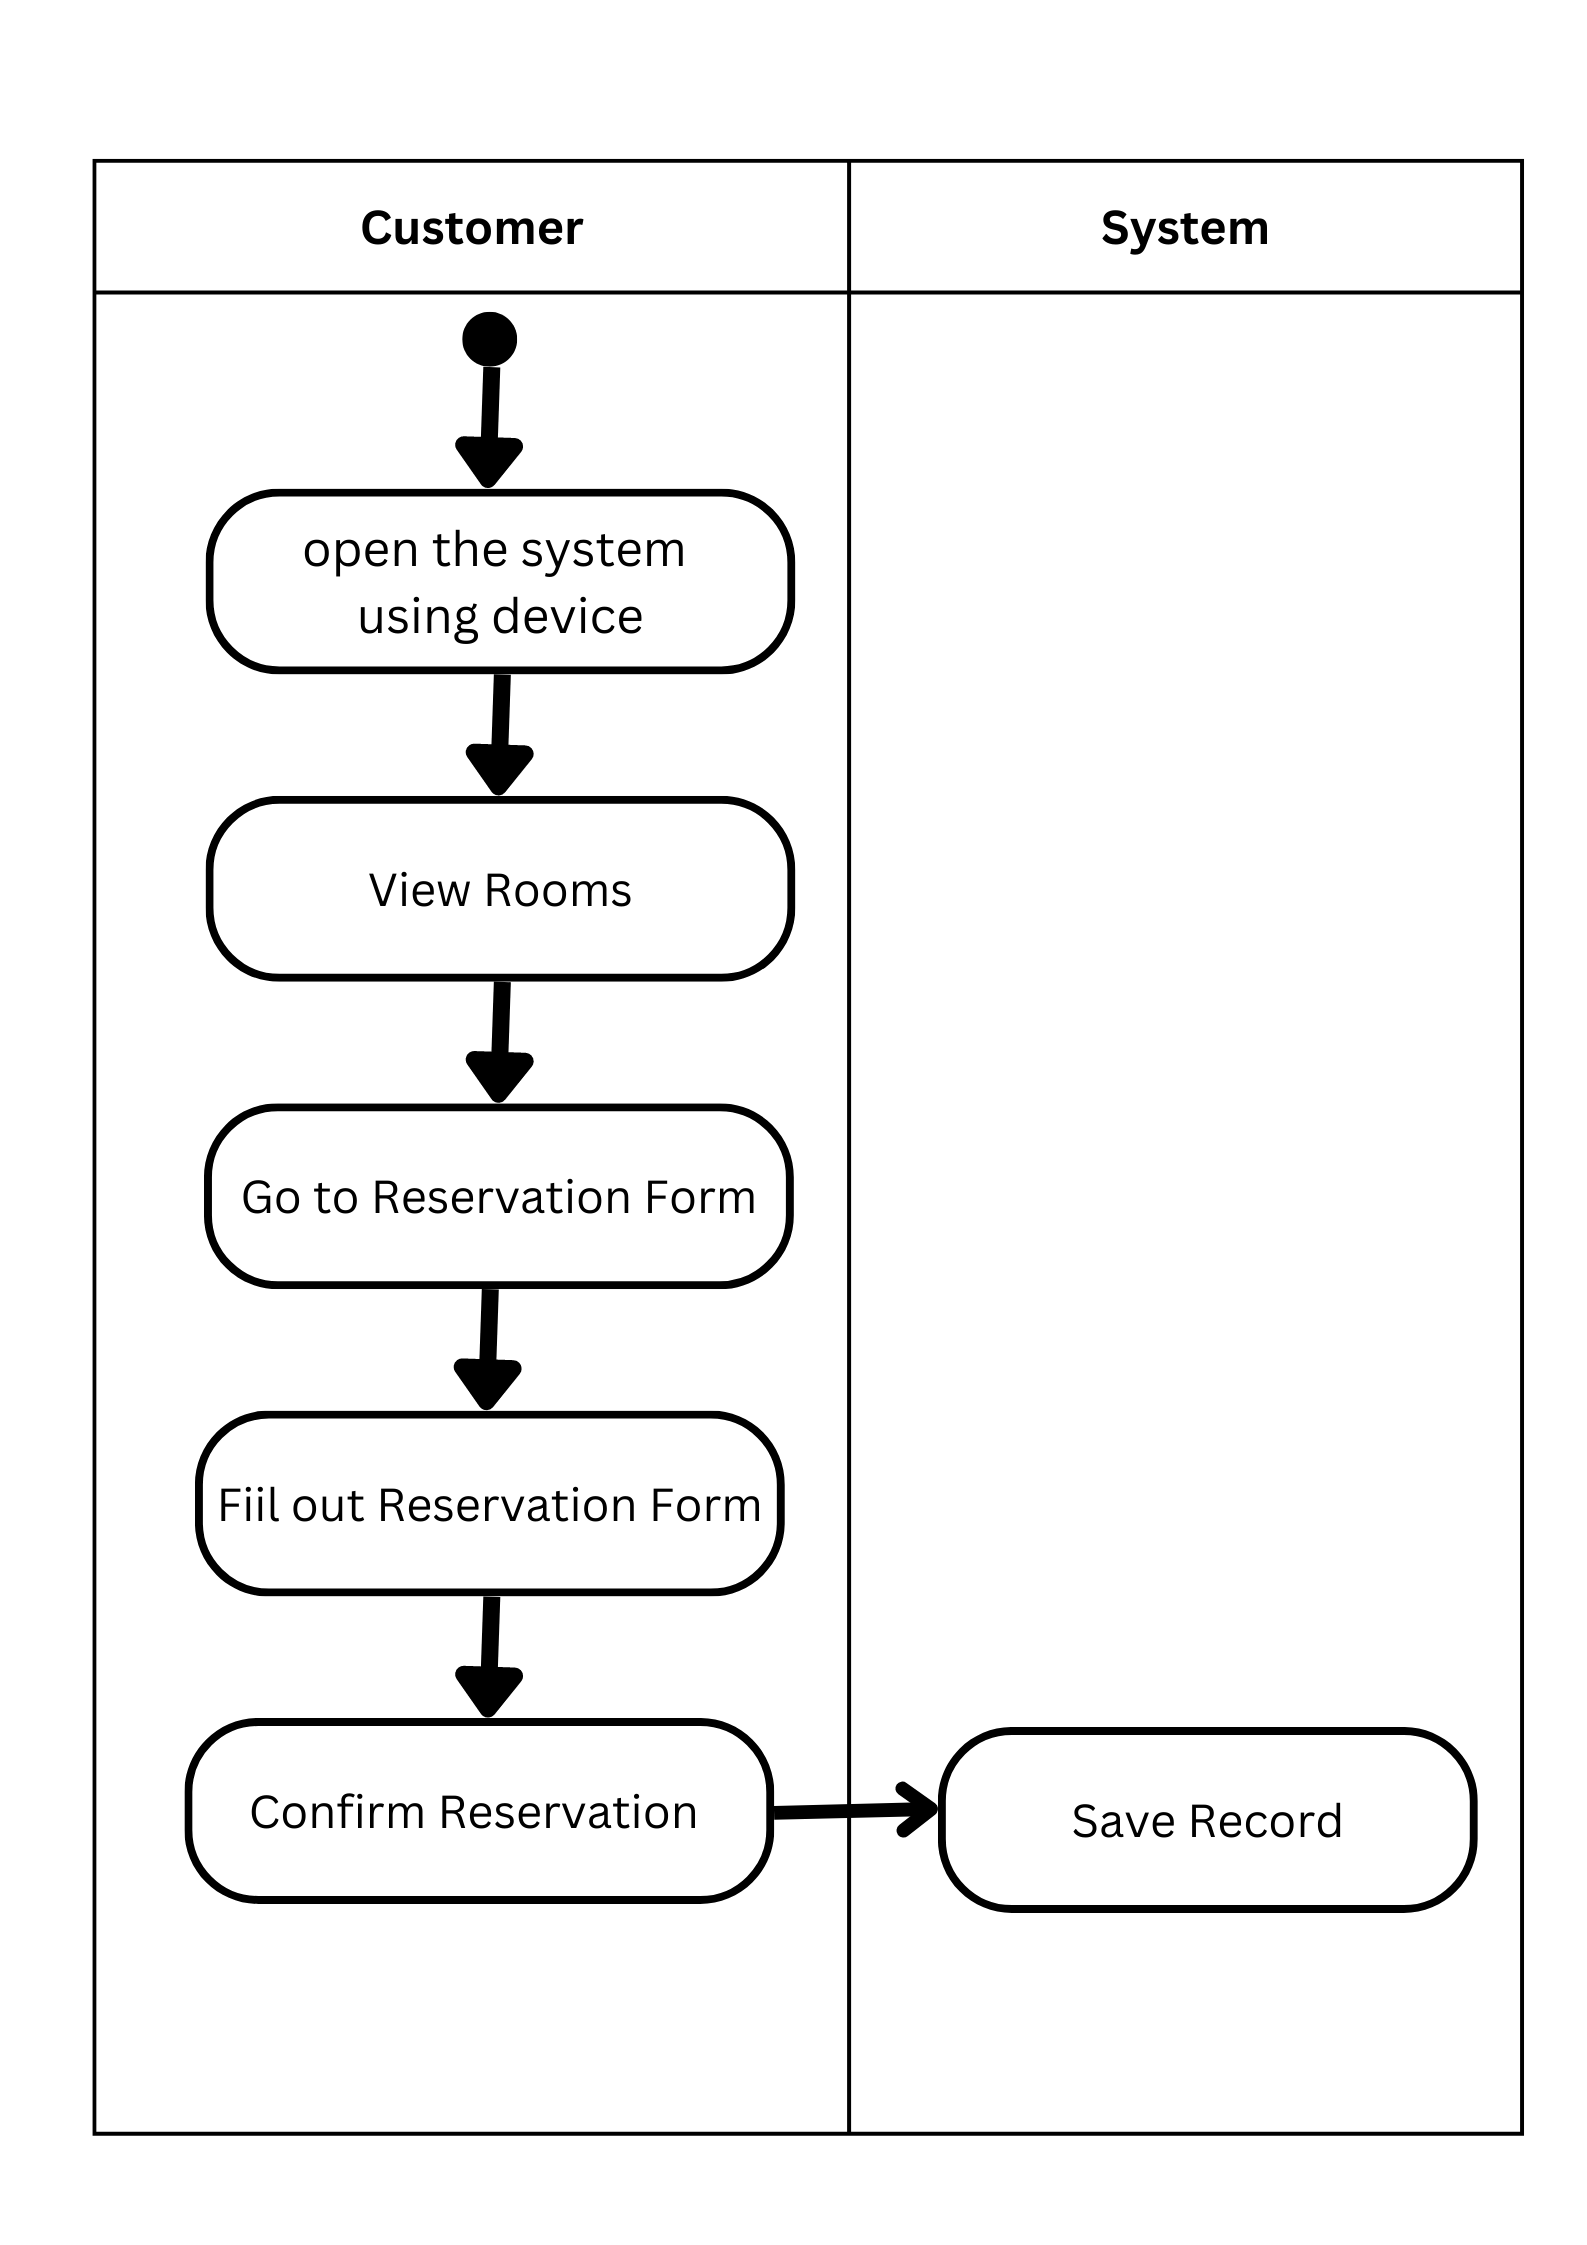 Customer
System
open the system
using device
View Rooms
Go to Reservation Form
Fiil out Reservation Form
Confirm Reservation
Save Record